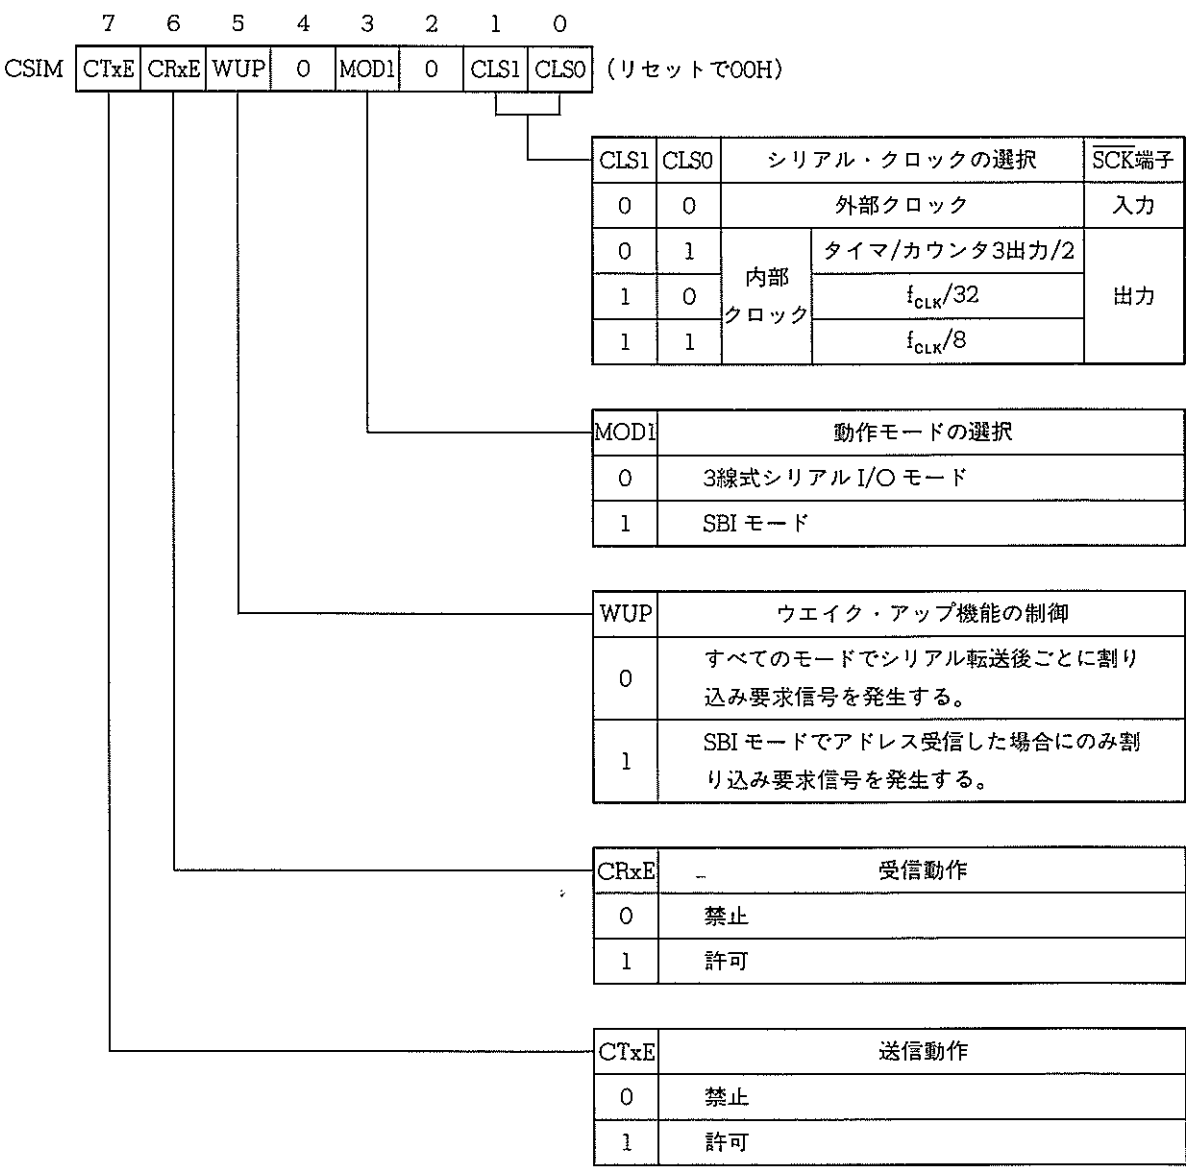 7 6 5 4 3 2 1 0
CSIM CTxE CRxE WUP 0 MOD1 0 CLS1 CLS0 (リセットで00H)
CLS1 CLS0 シリアル・クロックの選択 SCK端子
0 0 外部クロック 入力
0 1 内部クロック タイマ/カウンタ3出力/2 出力
1 0 fCLK/32
1 1 fCLK/8
MOD1 動作モードの選択
0 3線式シリアル I/O モード
1 SBI モード
WUP ウエイク・アップ機能の制御
0 すべてのモードでシリアル転送後ごとに割り
込み要求信号を発生する。
1 SBI モードでアドレス受信した場合にのみ割
り込み要求信号を発生する。
CRxE 受信動作
0 禁止
1 許可
CTxE 送信動作
0 禁止
1 許可